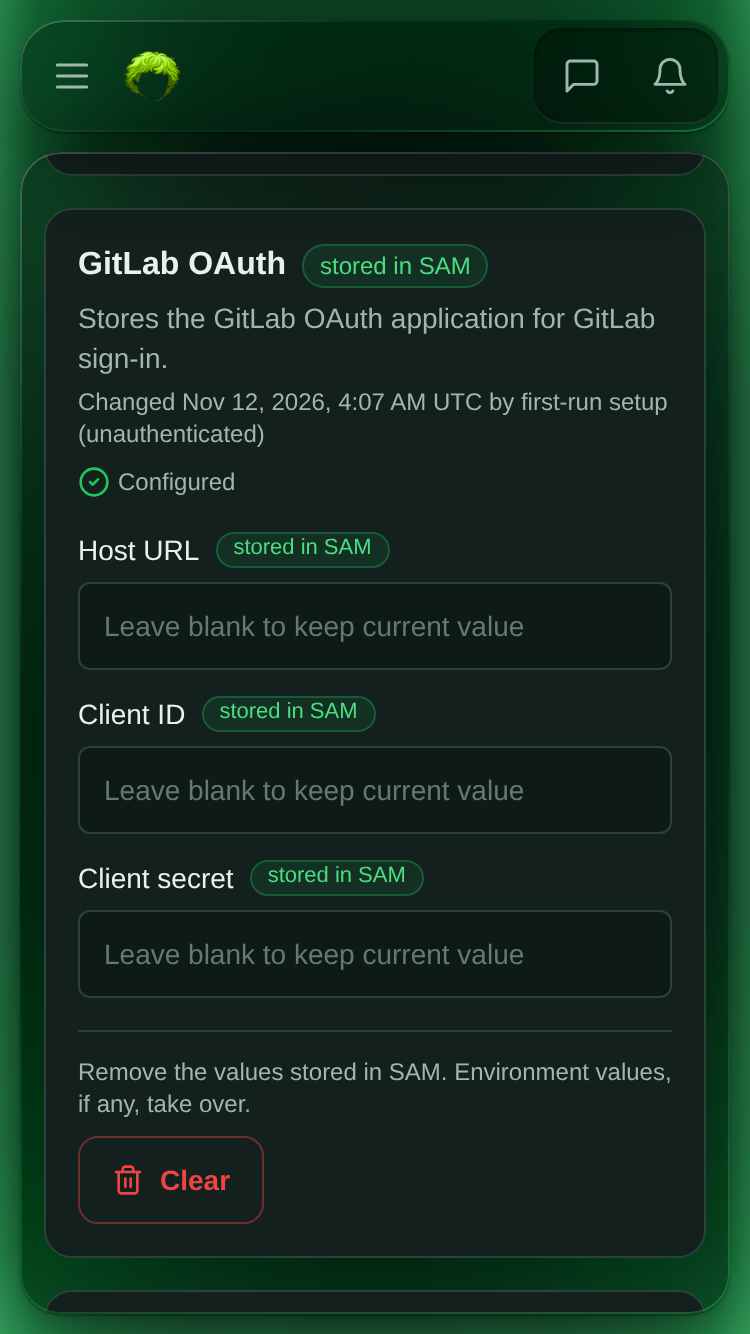 GitLab OAuth stored in SAM
Stores the GitLab OAuth application for GitLab
sign-in.
Changed Nov 12, 2026, 4:07 AM UTC by first-run setup
(unauthenticated)
Configured
Host URL stored in SAM
Leave blank to keep current value
Client ID stored in SAM
Leave blank to keep current value
Client secret stored in SAM
Leave blank to keep current value
Remove the values stored in SAM. Environment values,
if any, take over.
Clear